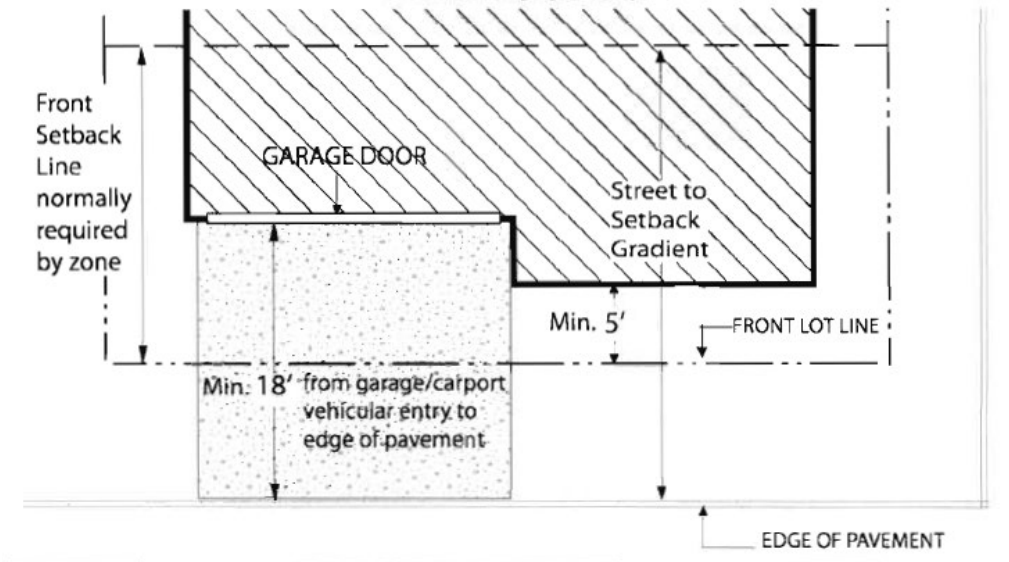 Front
Setback
Line
normally
required
by zone
GARAGE DOOR
Street to
Setback
Gradient
Min. 5'
FRONT LOT LINE
Min. 18' from garage/carport
vehicular entry to
edge of pavement
EDGE OF PAVEMENT